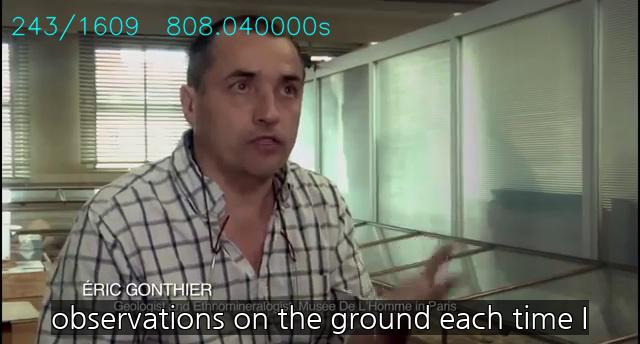 243/1609 808.040000s
ÉRIC GONTHIER
Geologist and Ethnomineralogist, Musée De L'Homme in Paris
observations on the ground each time I